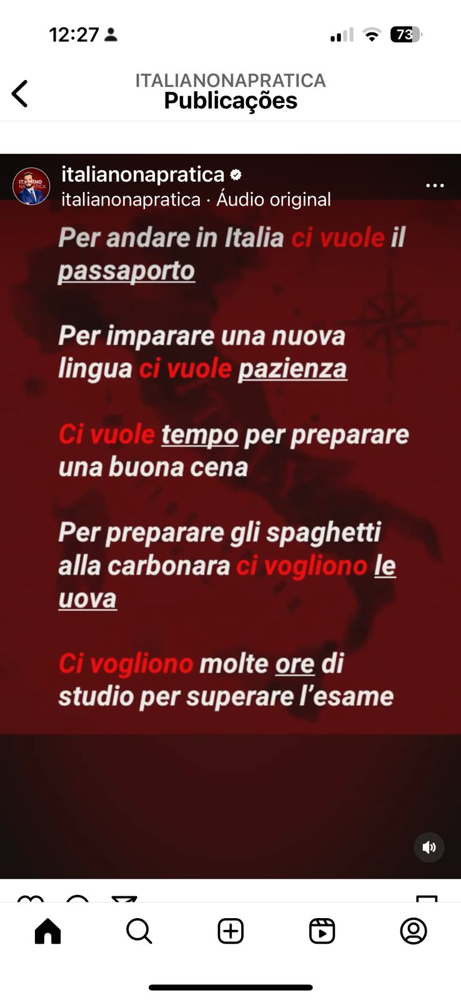 12:27
73
ITALIANONAPRATICA
Publicações
italianonapratica
italianonapratica · Áudio original
Per andare in Italia ci vuole il
passaporto
Per imparare una nuova
lingua ci vuole pazienza
Ci vuole tempo per preparare
una buona cena
Per preparare gli spaghetti
alla carbonara ci vogliono le
uova
Ci vogliono molte ore di
studio per superare l'esame